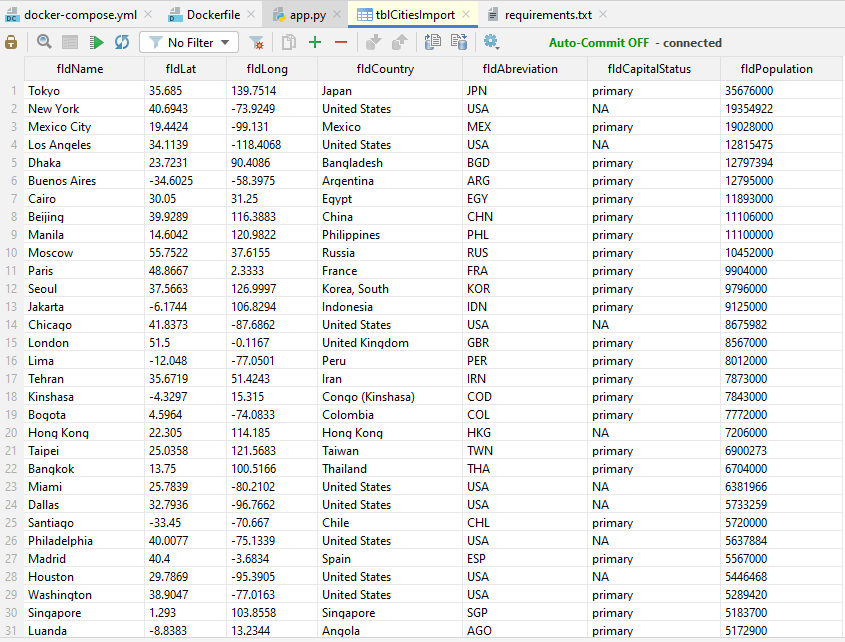 docker-compose.yml Dockerfile app.py tblCitiesImport requirements.txt
No Filter Auto-Commit OFF - connected
fldName fldLat fldLong fldCountry fldAbreviation fldCapitalStatus fldPopulation
1 Tokyo 35.685 139.7514 Japan JPN primary 35676000
2 New York 40.6943 -73.9249 United States USA NA 19354922
3 Mexico City 19.4424 -99.131 Mexico MEX primary 19028000
4 Los Angeles 34.1139 -118.4068 United States USA NA 12815475
5 Dhaka 23.7231 90.4086 Bangladesh BGD primary 12797394
6 Buenos Aires -34.6025 -58.3975 Argentina ARG primary 12795000
7 Cairo 30.05 31.25 Egypt EGY primary 11893000
8 Beijing 39.9289 116.3883 China CHN primary 11106000
9 Manila 14.6042 120.9822 Philippines PHL primary 11100000
10 Moscow 55.7522 37.6155 Russia RUS primary 10452000
11 Paris 48.8667 2.3333 France FRA primary 9904000
12 Seoul 37.5663 126.9997 Korea, South KOR primary 9796000
13 Jakarta -6.1744 106.8294 Indonesia IDN primary 9125000
14 Chicago 41.8373 -87.6862 United States USA NA 8675982
15 London 51.5 -0.1167 United Kingdom GBR primary 8567000
16 Lima -12.048 -77.0501 Peru PER primary 8012000
17 Tehran 35.6719 51.4243 Iran IRN primary 7873000
18 Kinshasa -4.3297 15.315 Congo (Kinshasa) COD primary 7843000
19 Bogota 4.5964 -74.0833 Colombia COL primary 7772000
20 Hong Kong 22.305 114.185 Hong Kong HKG NA 7206000
21 Taipei 25.0358 121.5683 Taiwan TWN primary 6900273
22 Bangkok 13.75 100.5166 Thailand THA primary 6704000
23 Miami 25.7839 -80.2102 United States USA NA 6381966
24 Dallas 32.7936 -96.7662 United States USA NA 5733259
25 Santiago -33.45 -70.667 Chile CHL primary 5720000
26 Philadelphia 40.0077 -75.1339 United States USA NA 5637884
27 Madrid 40.4 -3.6834 Spain ESP primary 5567000
28 Houston 29.7869 -95.3905 United States USA NA 5446468
29 Washington 38.9047 -77.0163 United States USA primary 5289420
30 Singapore 1.293 103.8558 Singapore SGP primary 5183700
31 Luanda -8.8383 13.2344 Angola AGO primary 5172900